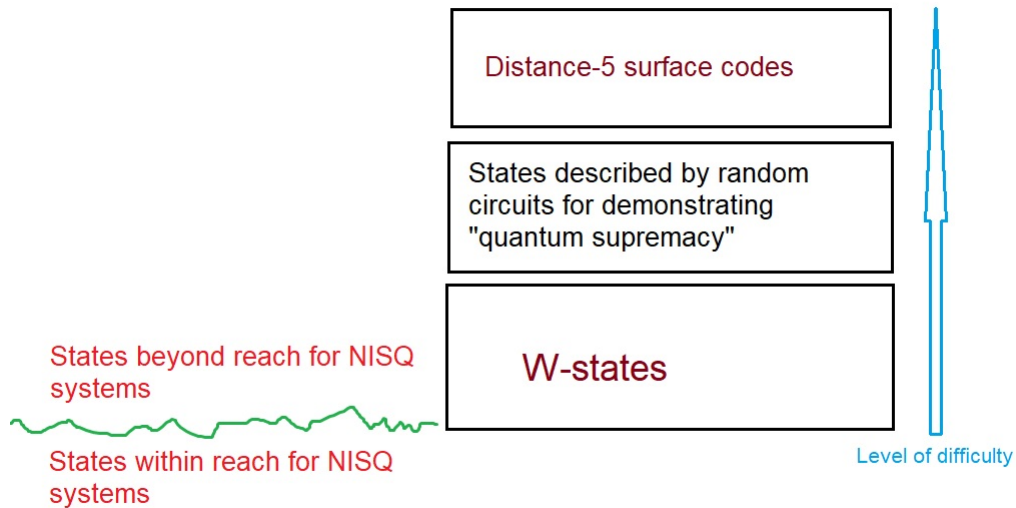 Distance-5 surface codes
States described by random
circuits for demonstrating
"quantum supremacy"
W-states
States beyond reach for NISQ
systems
States within reach for NISQ
systems
Level of difficulty